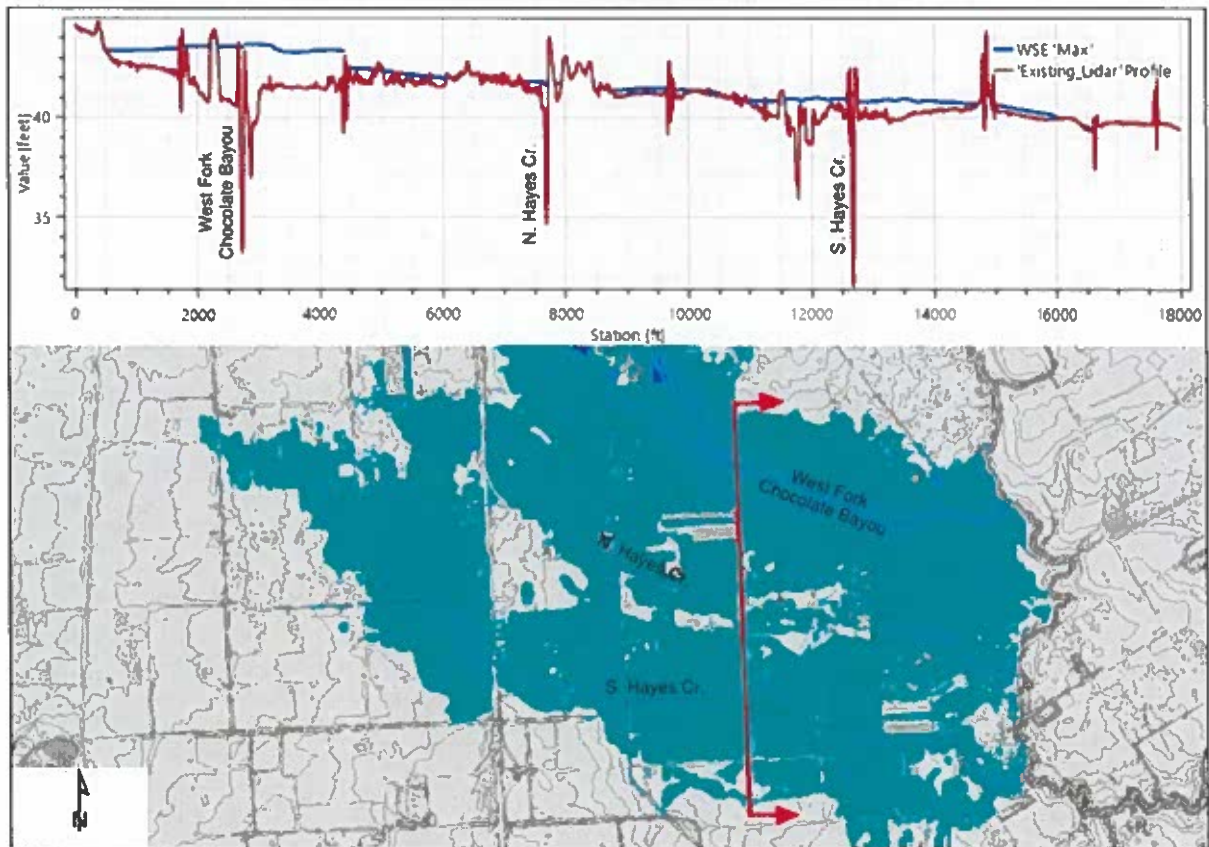 WSE 'Max'
'Existing_Lidar' Profile
Value [feet]
40
35
West Fork
Chocolate Bayou
N. Hayes Cr.
S. Hayes Cr.
0
2000
4000
6000
8000
10000
12000
14000
16000
18000
Station [ft]
West Fork
Chocolate Bayou
N. Hayes Cr.
S. Hayes Cr.